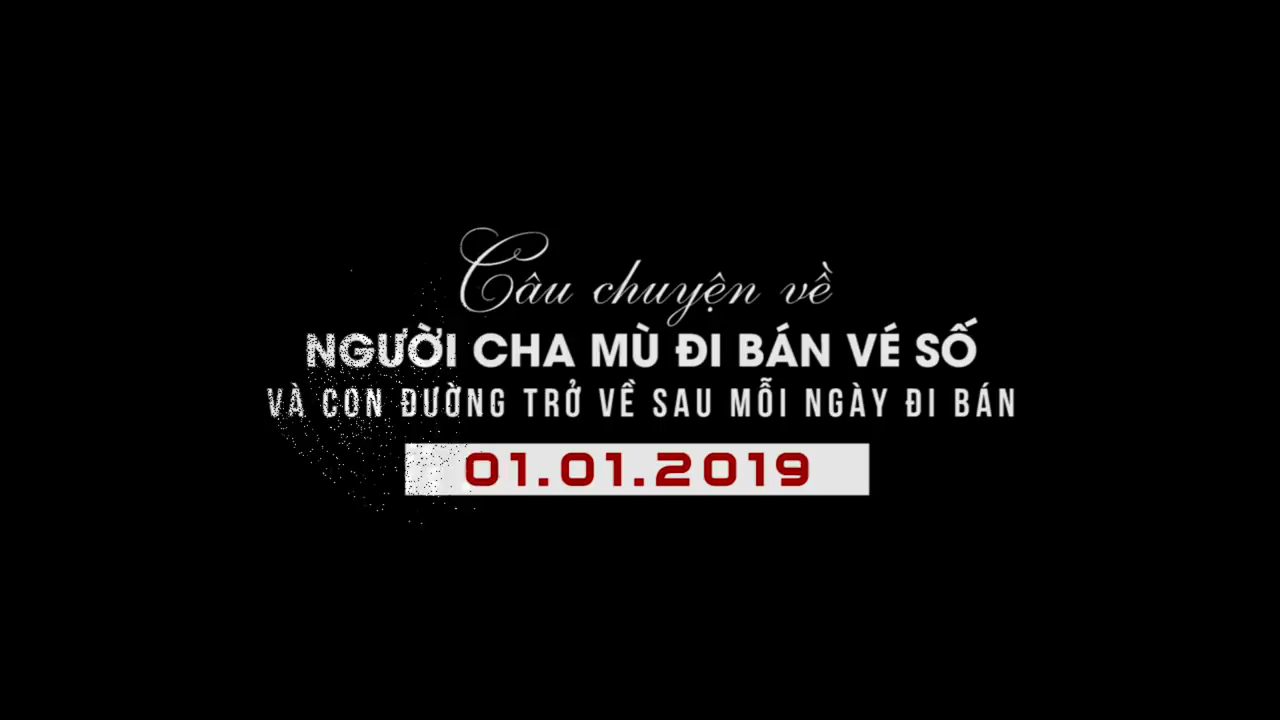 Câu chuyện về
NGƯỜI CHA MÙ ĐI BÁN VÉ SỐ
VÀ CON ĐƯỜNG TRỞ VỀ SAU MỖI NGÀY ĐI BÁN
01.01.2019